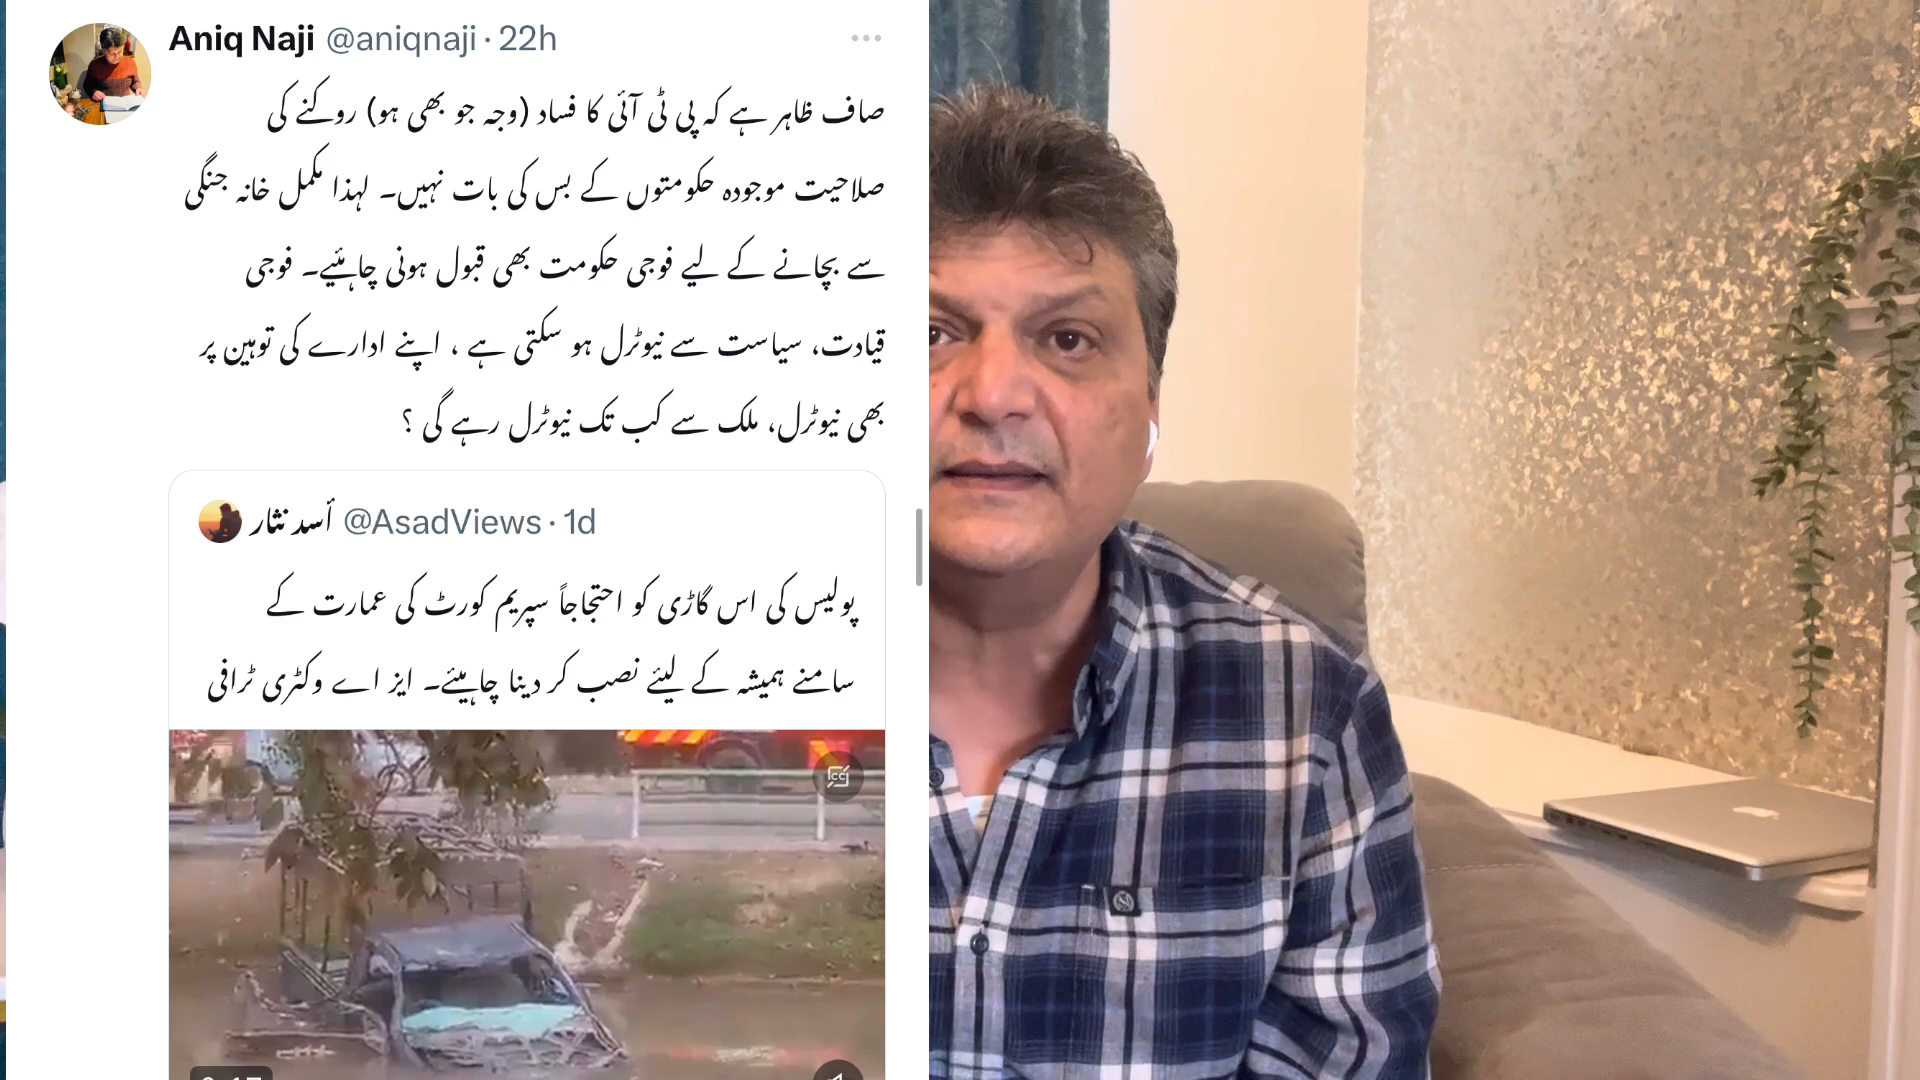 Aniq Naji @aniqnaji · 22h
صاف ظاہر ہے کہ پی ٹی آئی کا فساد (وجہ جو بھی ہو) روکنے کی
صلاحیت موجودہ حکومتوں کے بس کی بات نہیں۔ لہذا مکمل خانہ جنگی
سے بچانے کے لیے فوجی حکومت بھی قبول ہونی چاہئیے۔ فوجی
قیادت، سیاست سے نیوٹرل ہو سکتی ہے ، اپنے ادارے کی توہین پر
بھی نیوٹرل، ملک سے کب تک نیوٹرل رہے گی ؟
أسد نثار @AsadViews · 1d
پولیس کی اس گاڑی کو احتجاجاً سپریم کورٹ کی عمارت کے
سامنے ہمیشہ کے لیئے نصب کر دینا چاہیئے۔ ایز اے وکٹری ٹرافی
CC